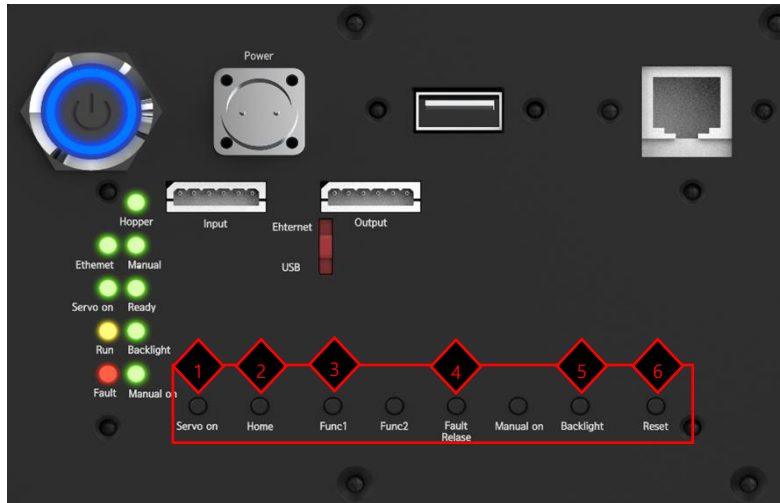 Power
Hopper
Input
Output
Ehternet
Ethemet
Manual
USB
Servo on
Ready
Run
Backlight
Fault
Manual on
1
2
3
4
5
6
Servo on
Home
Func1
Func2
Fault
Relase
Manual on
Backlight
Reset